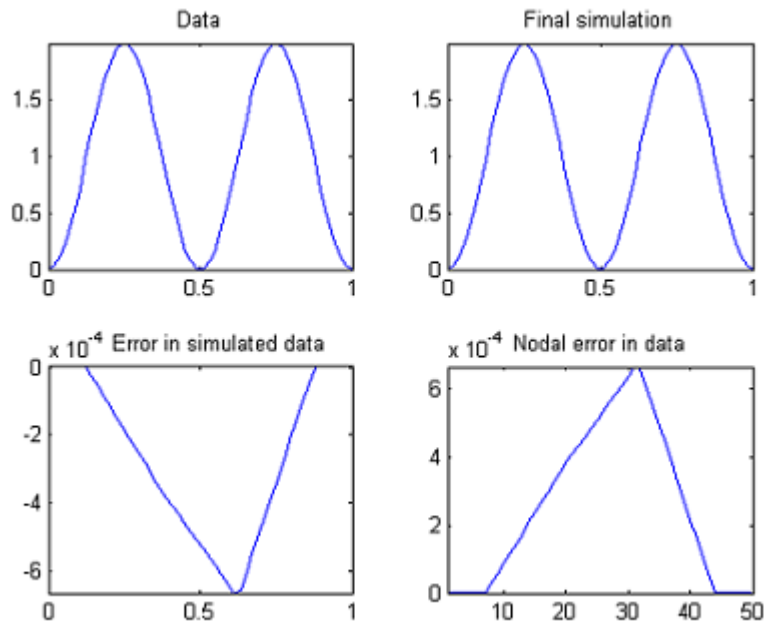 Data
1.5
1
0.5
0
0 0.5 1
Final simulation
1.5
1
0.5
0
0 0.5 1
x 10^-4 Error in simulated data
0
-2
-4
-6
0 0.5 1
x 10^-4 Nodal error in data
6
4
2
0
10 20 30 40 50